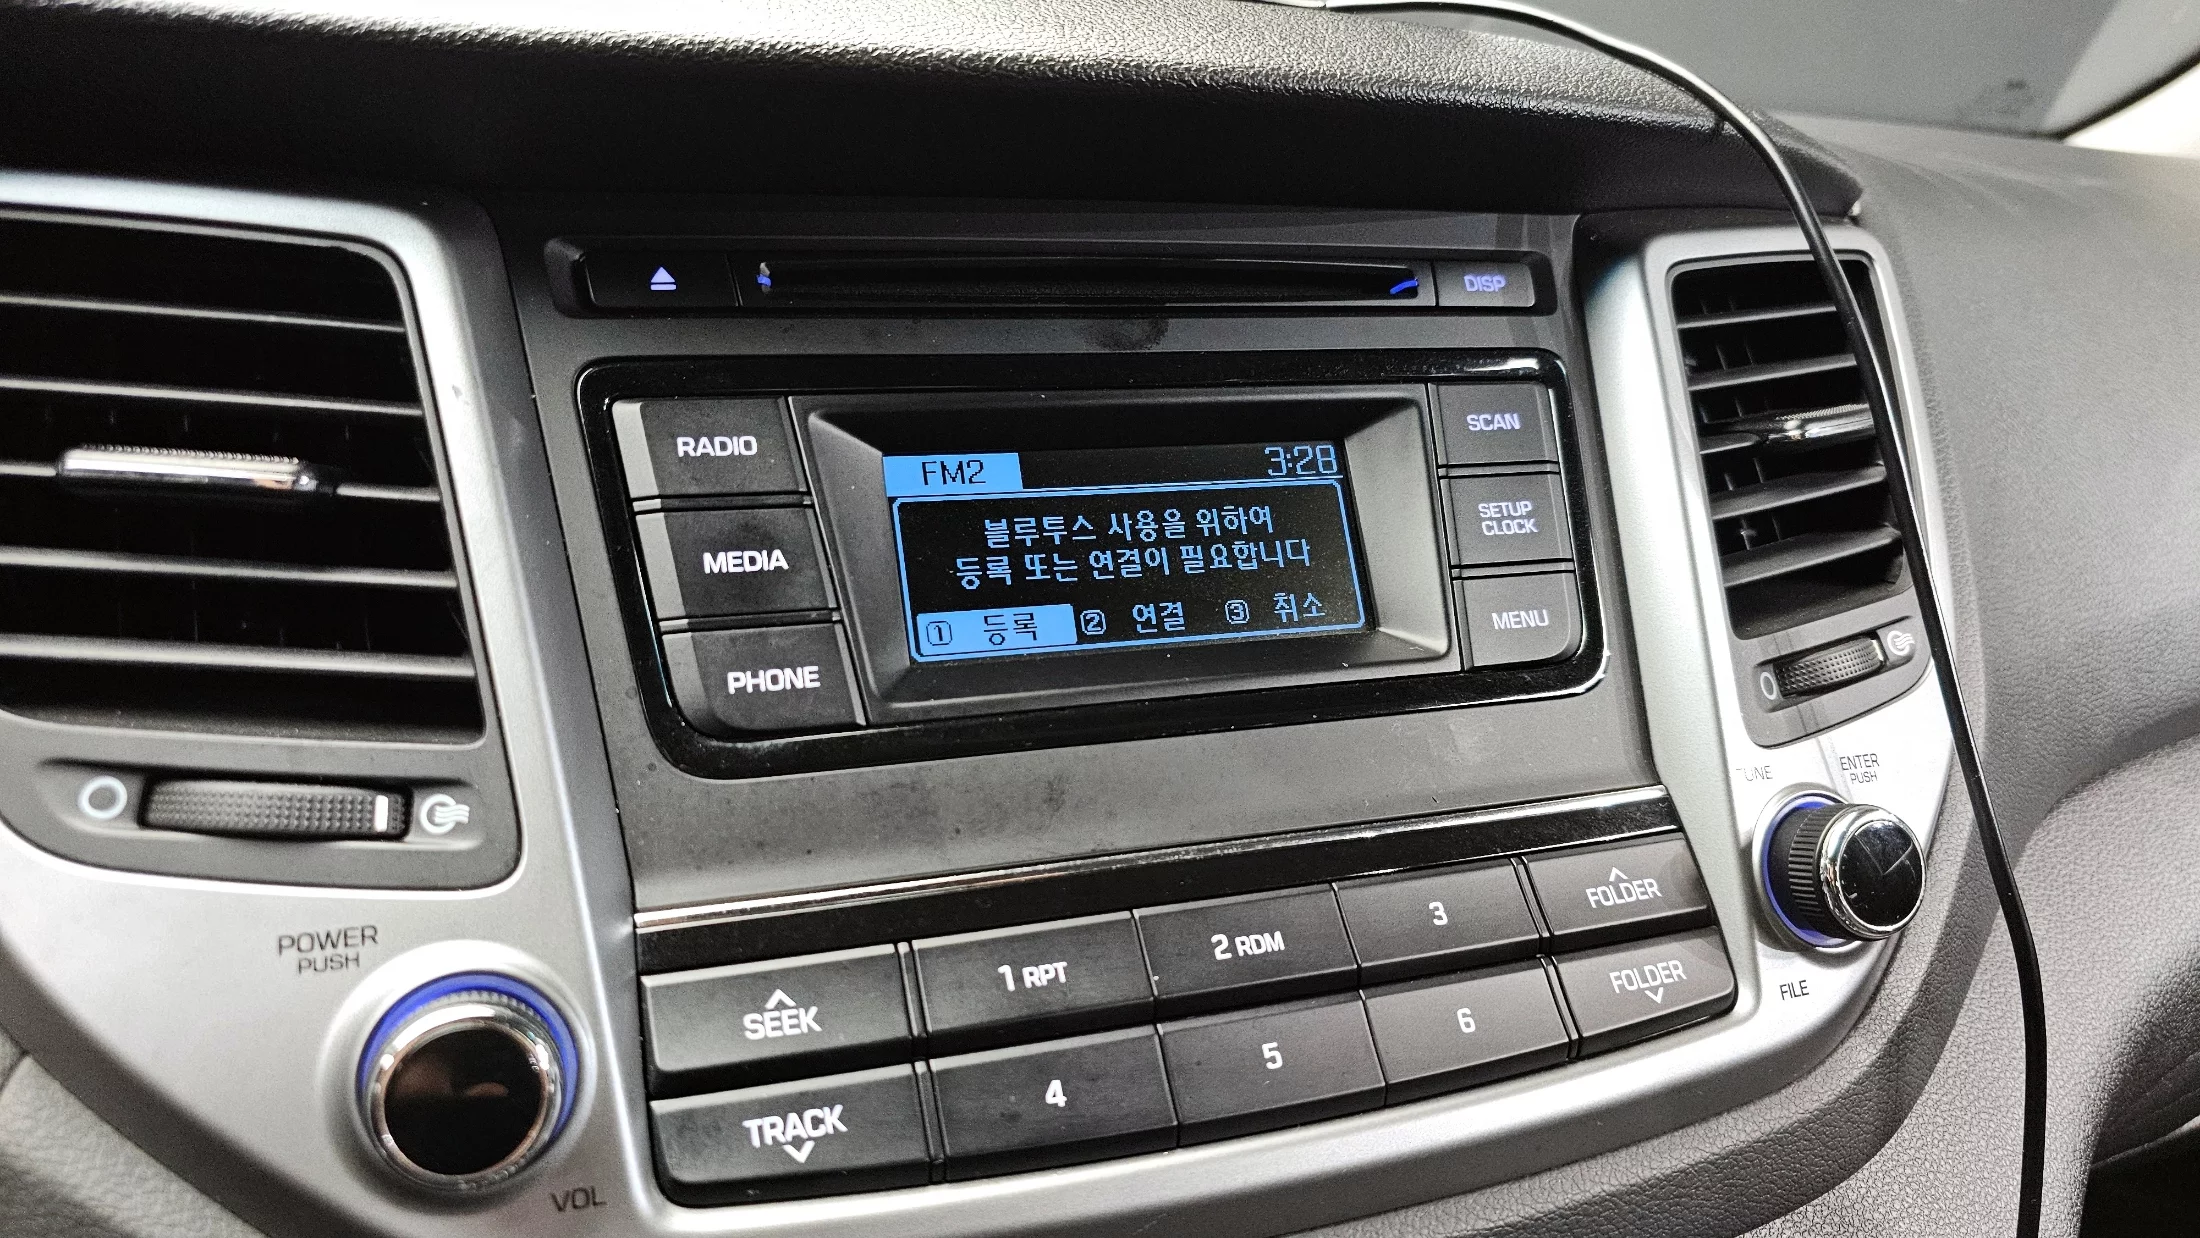 DISP
RADIO
SCAN
FM2 3:28
블루투스 사용을 위하여
등록 또는 연결이 필요합니다
1 등록 2 연결 3 취소
MEDIA
SETUP
CLOCK
PHONE
MENU
TUNE
ENTER
PUSH
POWER
PUSH
VOL
SEEK
1 RPT
2 RDM
3
FOLDER
TRACK
4
5
6
FOLDER
FILE